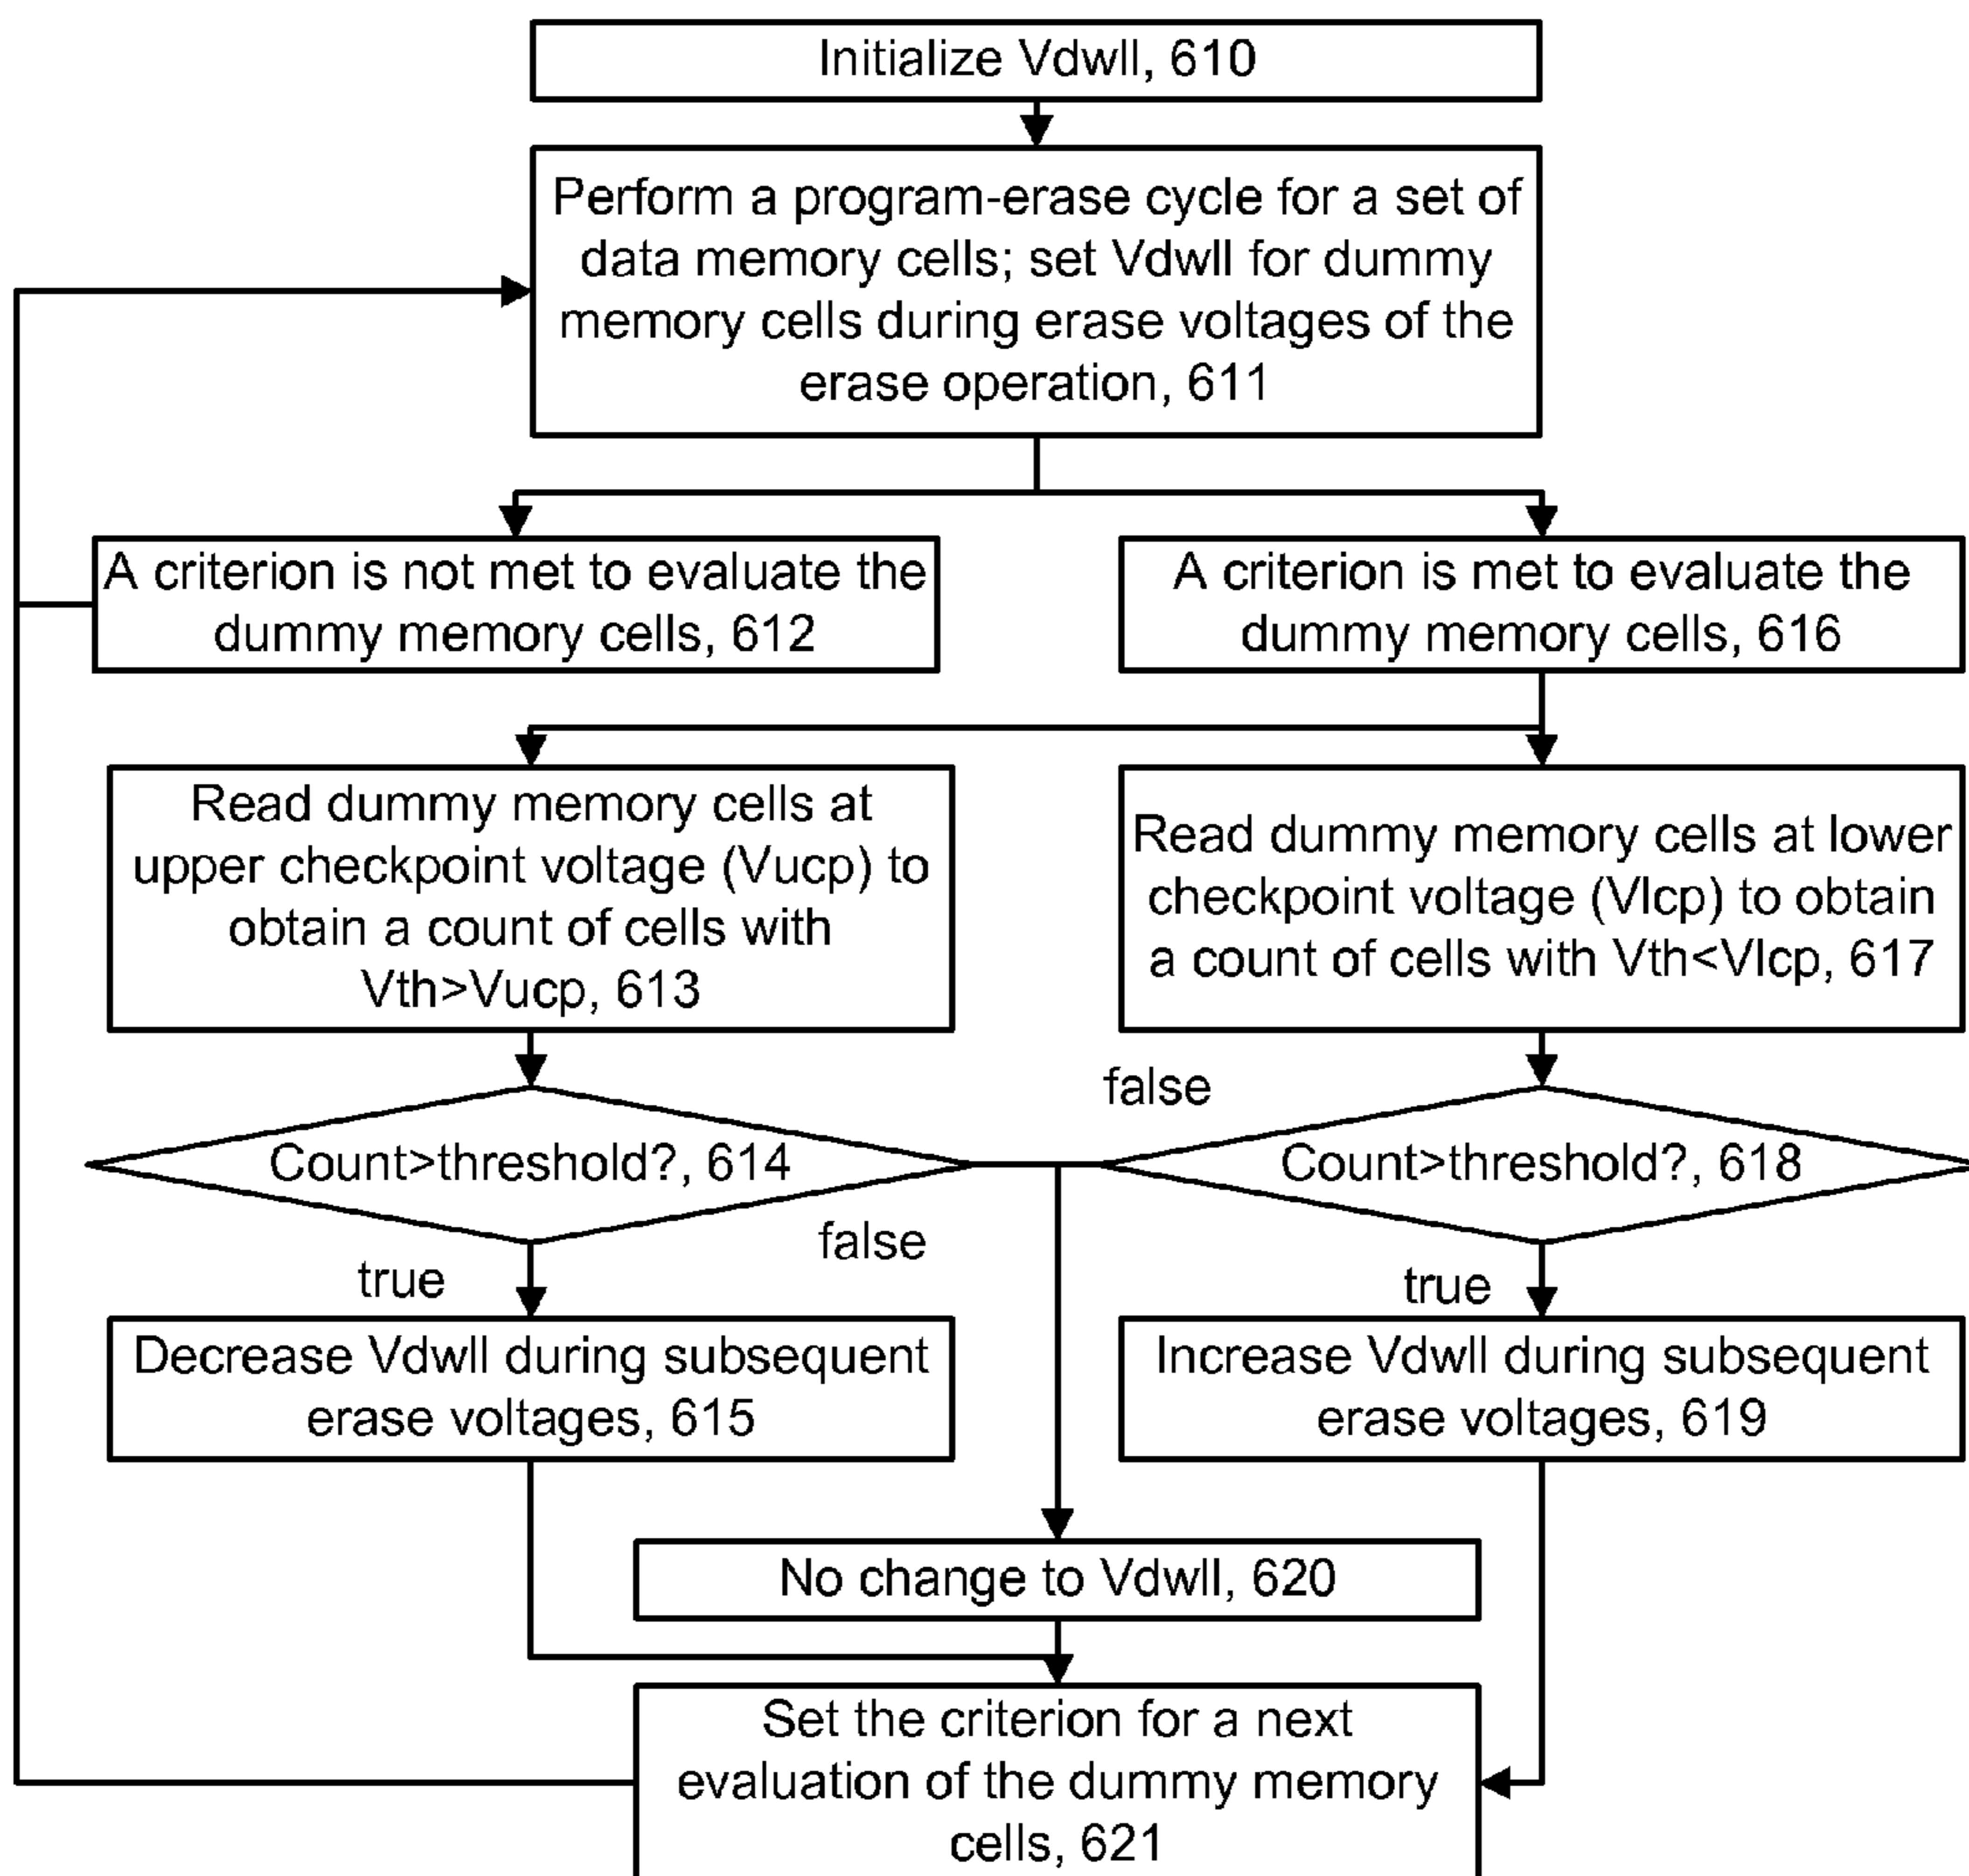 Initialize Vdwll, 610
Perform a program-erase cycle for a set of
data memory cells; set Vdwll for dummy
memory cells during erase voltages of the
erase operation, 611
A criterion is not met to evaluate the
dummy memory cells, 612
A criterion is met to evaluate the
dummy memory cells, 616
Read dummy memory cells at
upper checkpoint voltage (Vucp) to
obtain a count of cells with
Vth>Vucp, 613
Read dummy memory cells at lower
checkpoint voltage (Vlcp) to obtain
a count of cells with Vth<Vlcp, 617
Count>threshold?, 614
false
true
false
Count>threshold?, 618
true
Decrease Vdwll during subsequent
erase voltages, 615
Increase Vdwll during subsequent
erase voltages, 619
No change to Vdwll, 620
Set the criterion for a next
evaluation of the dummy memory
cells, 621